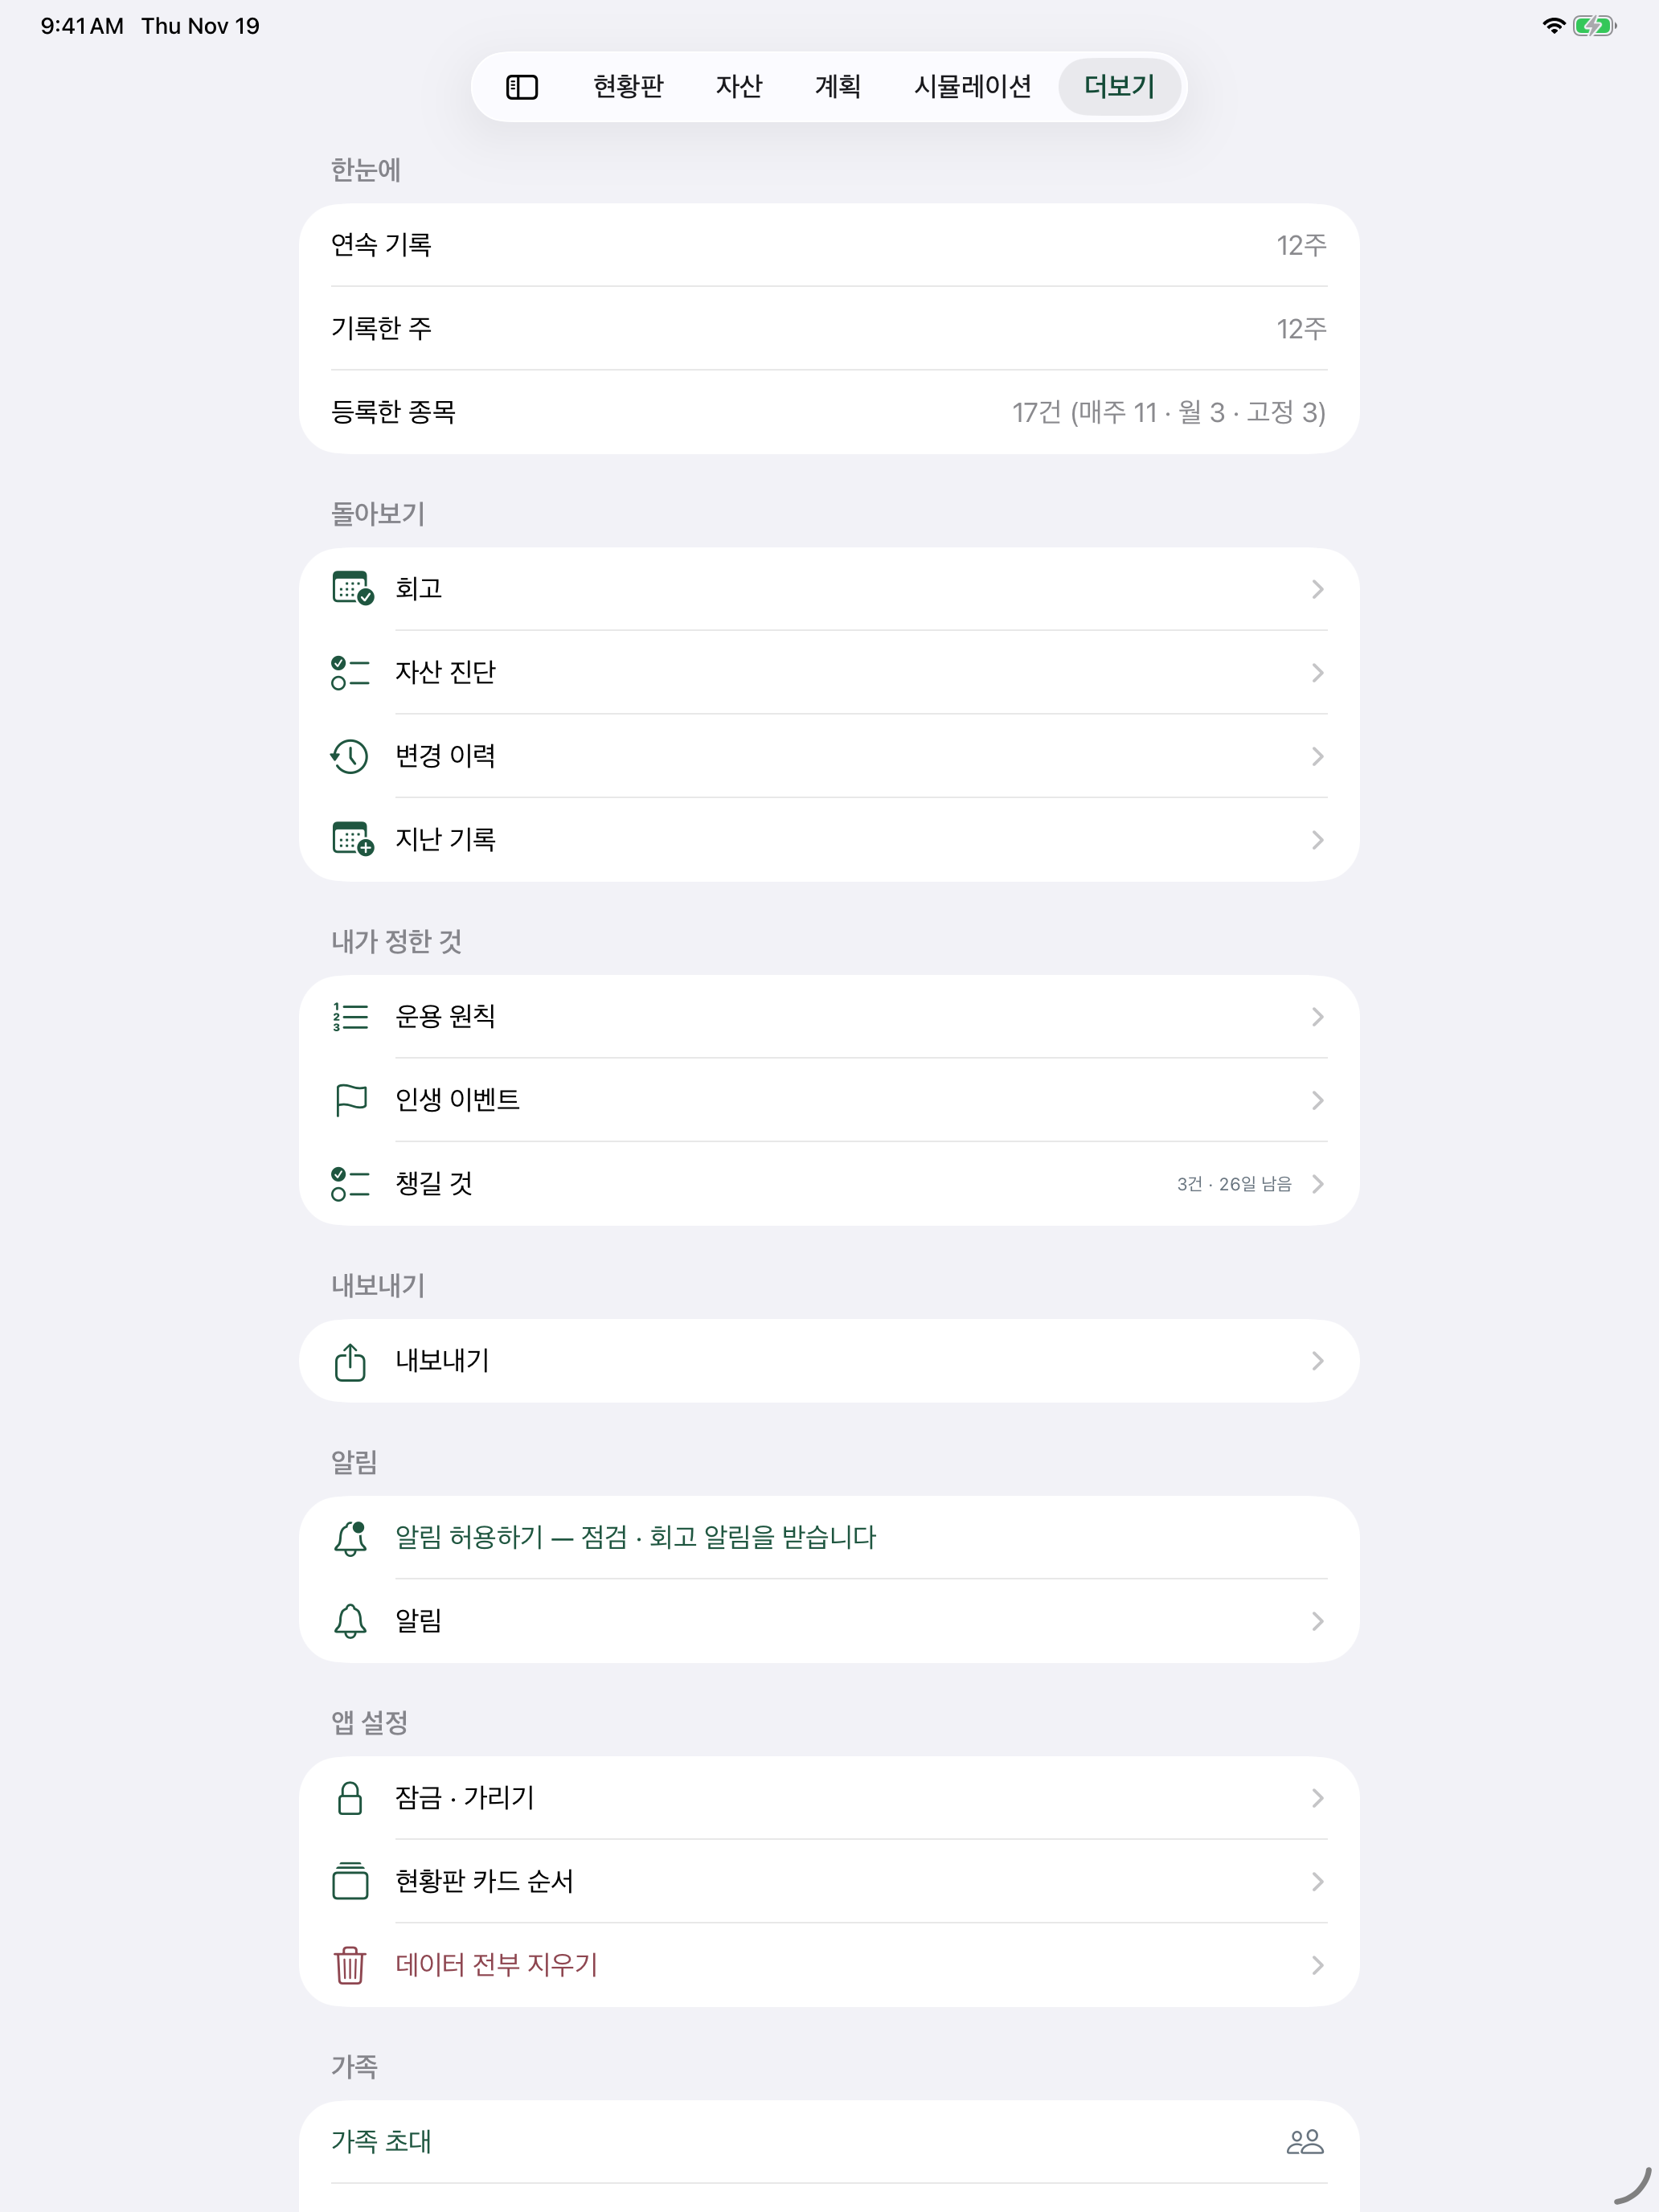 9:41 AM Thu Nov 19
현황판 자산 계획 시뮬레이션 더보기
한눈에
연속 기록 12주
기록한 주 12주
등록한 종목 17건 (매주 11 · 월 3 · 고정 3)
돌아보기
회고
자산 진단
변경 이력
지난 기록
내가 정한 것
운용 원칙
인생 이벤트
챙길 것 3건 · 26일 남음
내보내기
내보내기
알림
알림 허용하기 — 점검 · 회고 알림을 받습니다
알림
앱 설정
잠금 · 가리기
현황판 카드 순서
데이터 전부 지우기
가족
가족 초대